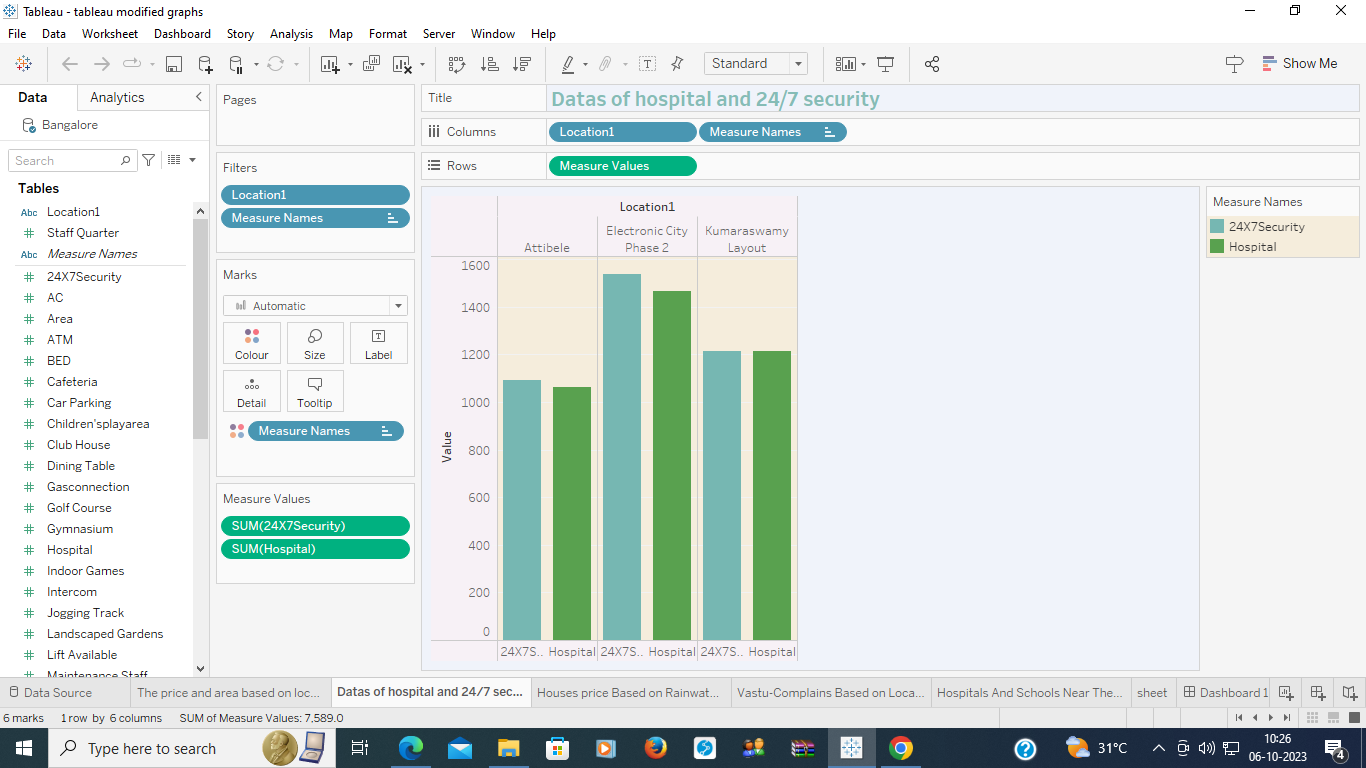 Tableau - tableau modified graphs
File Data Worksheet Dashboard Story Analysis Map Format Server Window Help
Standard
Show Me
Data Analytics
Bangalore
Search
Tables
Abc Location1
Staff Quarter
Abc Measure Names
24X7Security
AC
Area
ATM
BED
Cafeteria
Car Parking
Children'splayarea
Club House
Dining Table
Gasconnection
Golf Course
Gymnasium
Hospital
Indoor Games
Intercom
Jogging Track
Landscaped Gardens
Lift Available
Maintenance Staff
Pages
Filters
Location1
Measure Names
Marks
Automatic
Colour Size Label
Detail Tooltip
Measure Names
Measure Values
SUM(24X7Security)
SUM(Hospital)
Title Datas of hospital and 24/7 security
Columns Location1 Measure Names
Rows Measure Values
Location1
Attibele
Electronic City
Phase 2
Kumaraswamy
Layout
1600
1400
1200
1000
800
600
400
200
0
Value
24X7S.. Hospital 24X7S.. Hospital 24X7S.. Hospital
Measure Names
24X7Security
Hospital
Data Source The price and area based on loc... Datas of hospital and 24/7 sec... Houses price Based on Rainwat... Vastu-Complains Based on Loca... Hospitals And Schools Near The... sheet Dashboard 1
6 marks 1 row by 6 columns SUM of Measure Values: 7,589.0
Type here to search
31°C
10:26
06-10-2023
4